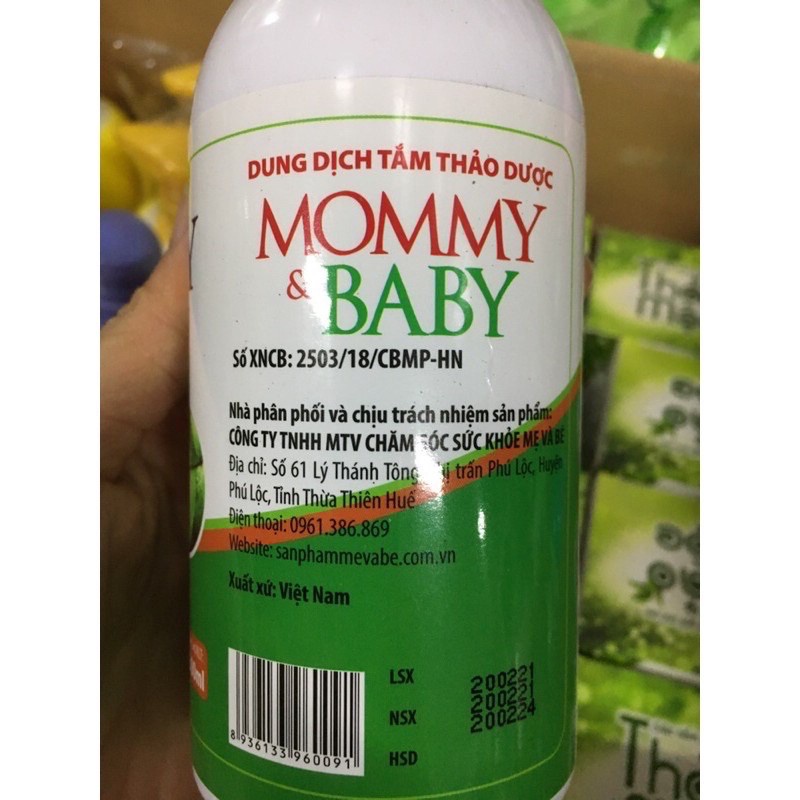 DUNG DỊCH TẮM THẢO DƯỢC
MOMMY
& BABY
Số XNCB: 2503/18/CBMP-HN
Nhà phân phối và chịu trách nhiệm sản phẩm:
CÔNG TY TNHH MTV CHĂM SÓC SỨC KHỎE MẸ VÀ BÉ
Địa chỉ: Số 61 Lý Thánh Tông, Thị trấn Phú Lộc, Huyện
Phú Lộc, Tỉnh Thừa Thiên Huế
Điện thoại: 0961.386.869
Website: sanphammevabe.com.vn
Xuất xứ: Việt Nam
LSX 200221
NSX 200221
HSD 200224
8 936133 960091